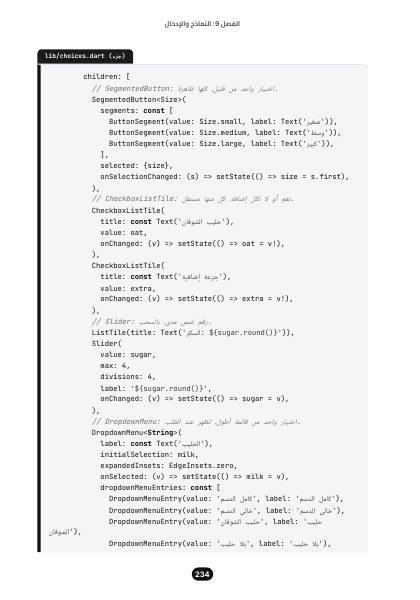 الفصل 9: النماذج والإدخال
lib/choices.dart (جزء)
children: [
// SegmentedButton: اختيار واحد من قليل، كلها ظاهرة.
SegmentedButton<Size>(
segments: const [
ButtonSegment(value: Size.small, label: Text('صغير')),
ButtonSegment(value: Size.medium, label: Text('وسط')),
ButtonSegment(value: Size.large, label: Text('كبير')),
],
selected: {size},
onSelectionChanged: (s) => setState(() => size = s.first),
),
// CheckboxListTile: نعم أو لا لكل إضافة، كل منها مستقل.
CheckboxListTile(
title: const Text('حليب الشوفان'),
value: oat,
onChanged: (v) => setState(() => oat = v!),
),
CheckboxListTile(
title: const Text('جرعة إضافية'),
value: extra,
onChanged: (v) => setState(() => extra = v!),
),
// Slider: رقم ضمن مدى، بالسحب.
ListTile(title: Text('السكر: ${sugar.round()}')),
Slider(
value: sugar,
max: 4,
divisions: 4,
label: '${sugar.round()}',
onChanged: (v) => setState(() => sugar = v),
),
// DropdownMenu: اختيار واحد من قائمة أطول، تظهر عند الطلب.
DropdownMenu<String>(
label: const Text('الحليب'),
initialSelection: milk,
expandedInsets: EdgeInsets.zero,
onSelected: (v) => setState(() => milk = v),
dropdownMenuEntries: const [
DropdownMenuEntry(value: 'كامل الدسم', label: 'كامل الدسم'),
DropdownMenuEntry(value: 'خالي الدسم', label: 'خالي الدسم'),
DropdownMenuEntry(value: 'حليب الشوفان', label: 'حليب
الشوفان'),
DropdownMenuEntry(value: 'بلا حليب', label: 'بلا حليب'),
234